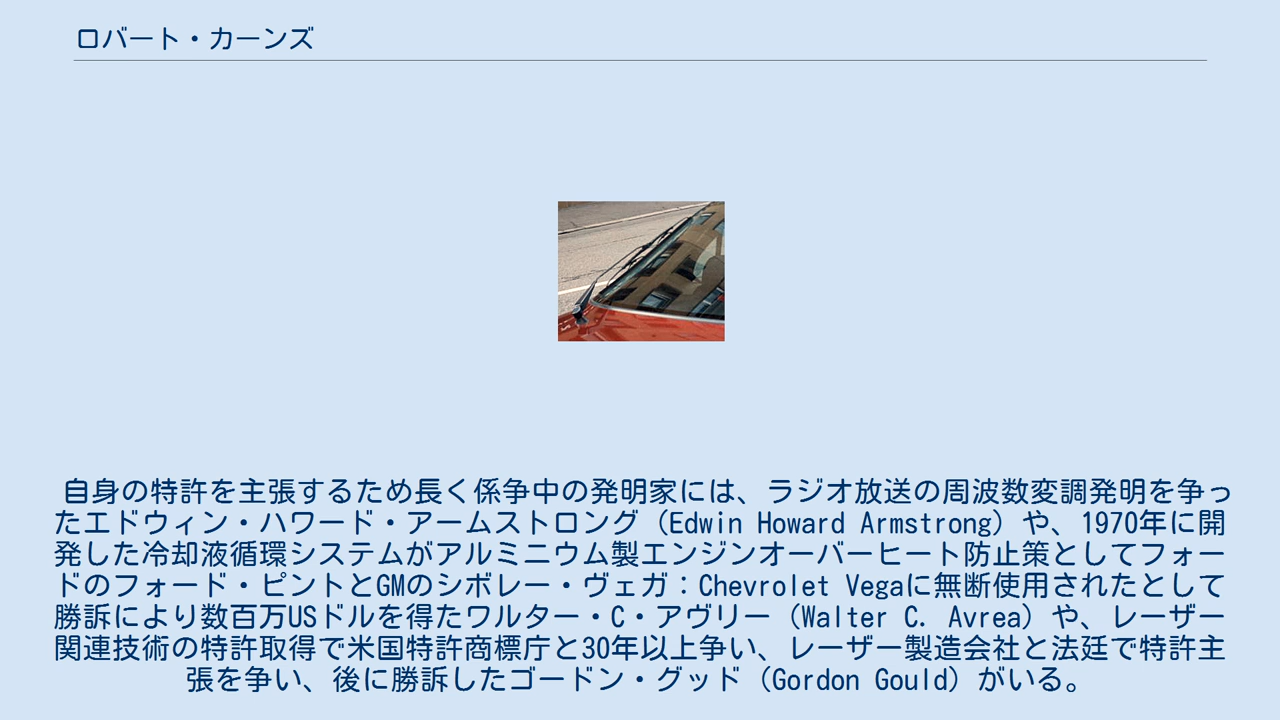 ロバート・カーンズ
自身の特許を主張するため長く係争中の発明家には、ラジオ放送の周波数変調発明を争っ
たエドウィン・ハワード・アームストロング（Edwin Howard Armstrong）や、1970年に開
発した冷却液循環システムがアルミニウム製エンジンオーバーヒート防止策としてフォー
ドのフォード・ピントとGMのシボレー・ヴェガ：Chevrolet Vegaに無断使用されたとして
勝訴により数百万USドルを得たワルター・C・アヴリー（Walter C. Avrea）や、レーザー
関連技術の特許取得で米国特許商標庁と30年以上争い、レーザー製造会社と法廷で特許主
張を争い、後に勝訴したゴードン・グッド（Gordon Gould）がいる。